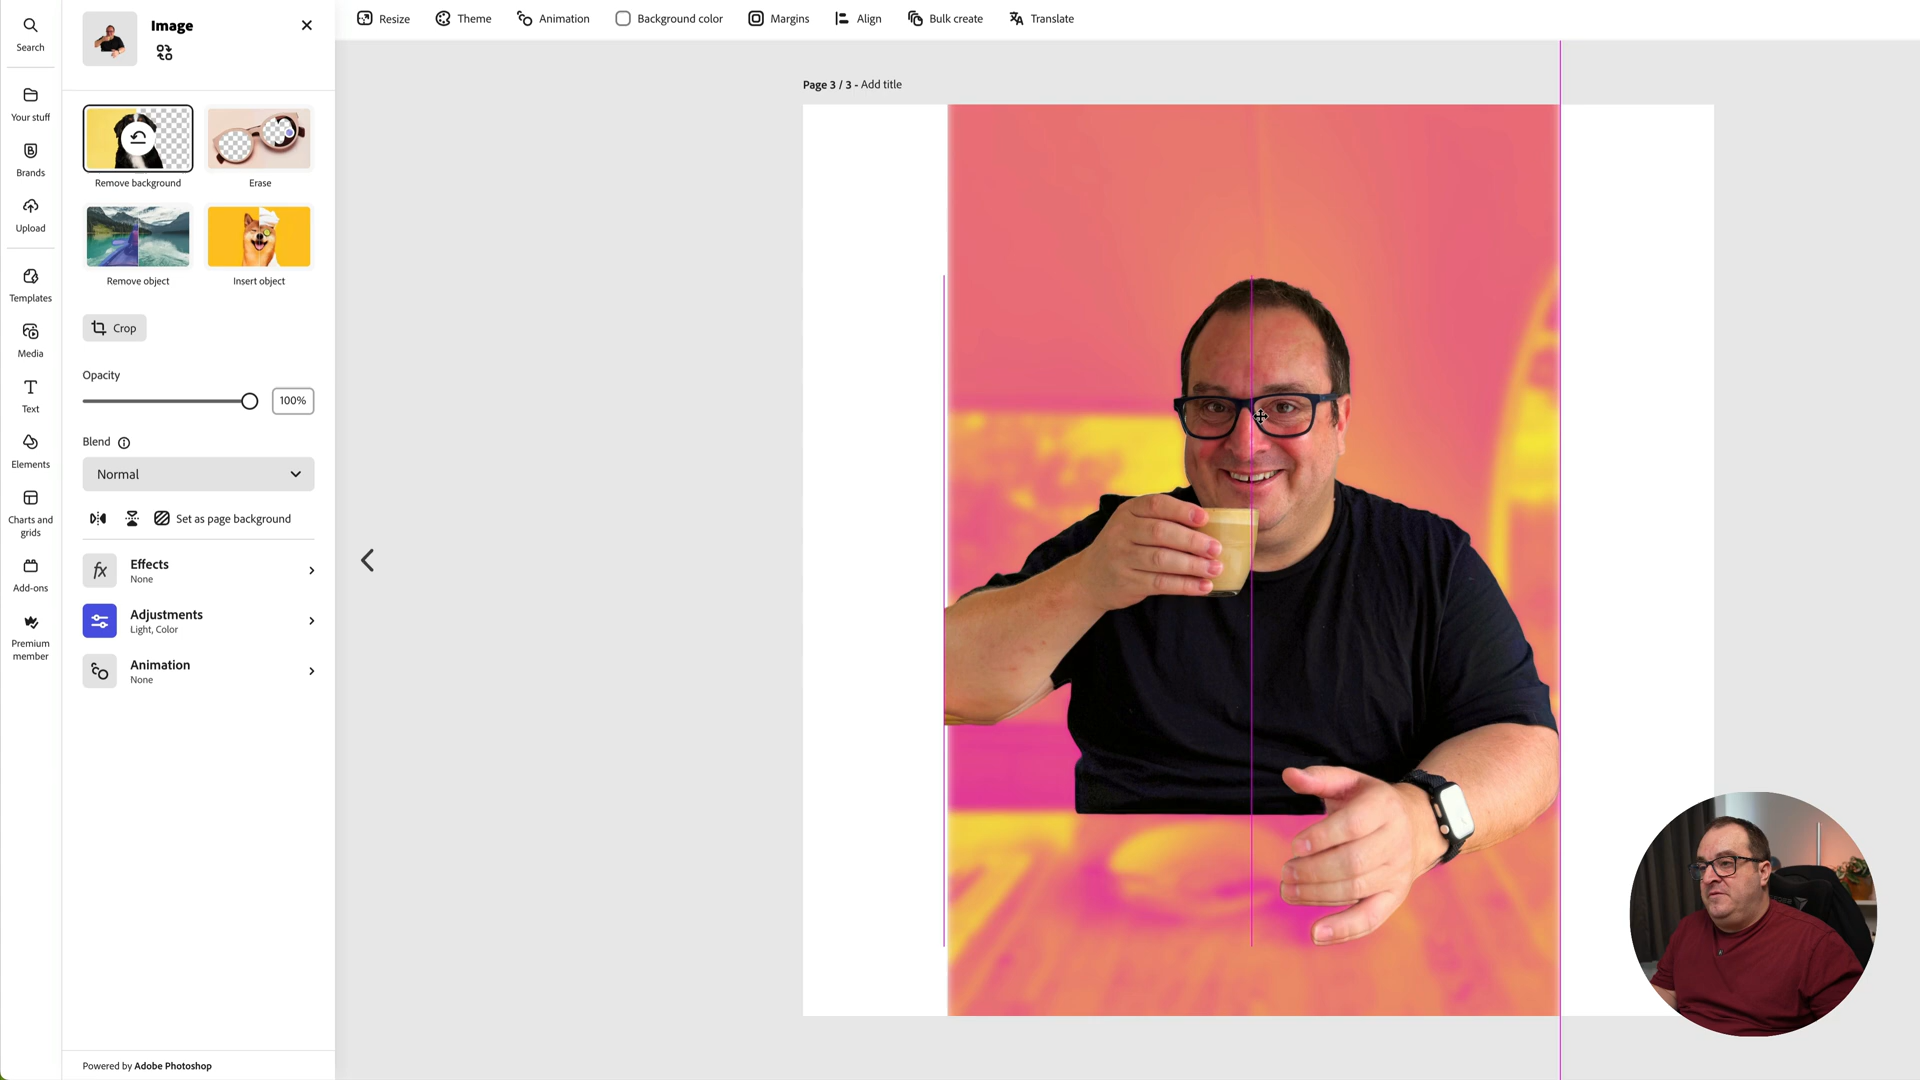 Search
Your stuff
Brands
Upload
Templates
Media
Text
Elements
Charts and
grids
Add-ons
Premium
member
Image
Remove background
Erase
Remove object
Insert object
Crop
Opacity
100%
Blend
Normal
Set as page background
fx
Effects
None
Adjustments
Light, Color
Animation
None
Powered by Adobe Photoshop
Resize
Theme
Animation
Background color
Margins
Align
Bulk create
Translate
Page 3 / 3 - Add title